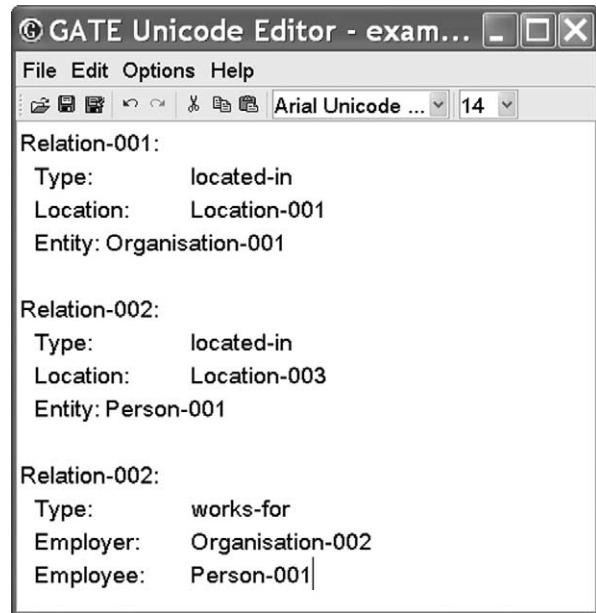 GATE Unicode Editor - exam...
File Edit Options Help
Arial Unicode ... 14
Relation-001:
Type: located-in
Location: Location-001
Entity: Organisation-001
Relation-002:
Type: located-in
Location: Location-003
Entity: Person-001
Relation-002:
Type: works-for
Employer: Organisation-002
Employee: Person-001